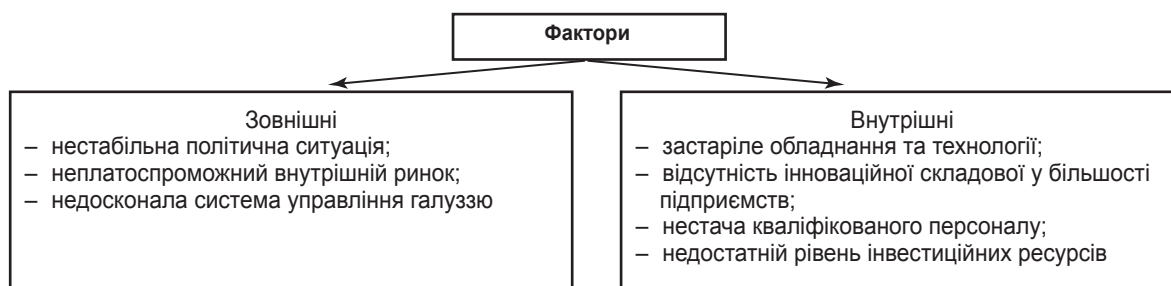 Фактори
Зовнішні
– нестабільна політична ситуація;
– неплатоспроможний внутрішній ринок;
– недосконала система управління галуззю
Внутрішні
– застаріле обладнання та технології;
– відсутність інноваційної складової у більшості
підприємств;
– нестача кваліфікованого персоналу;
– недостатній рівень інвестиційних ресурсів